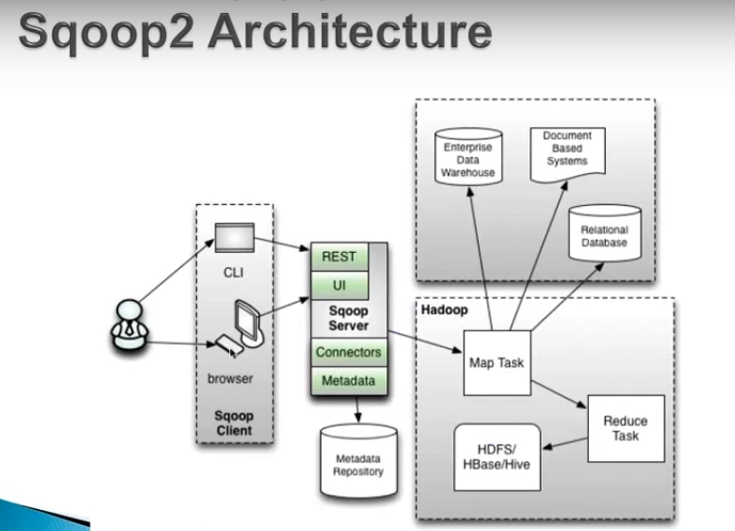 Sqoop2 Architecture
Enterprise
Data
Warehouse
Document
Based
Systems
Relational
Database
REST
UI
Sqoop
Server
Connectors
Metadata
CLI
browser
Sqoop
Client
Metadata
Repository
Hadoop
Map Task
Reduce
Task
HDFS/
HBase/Hive